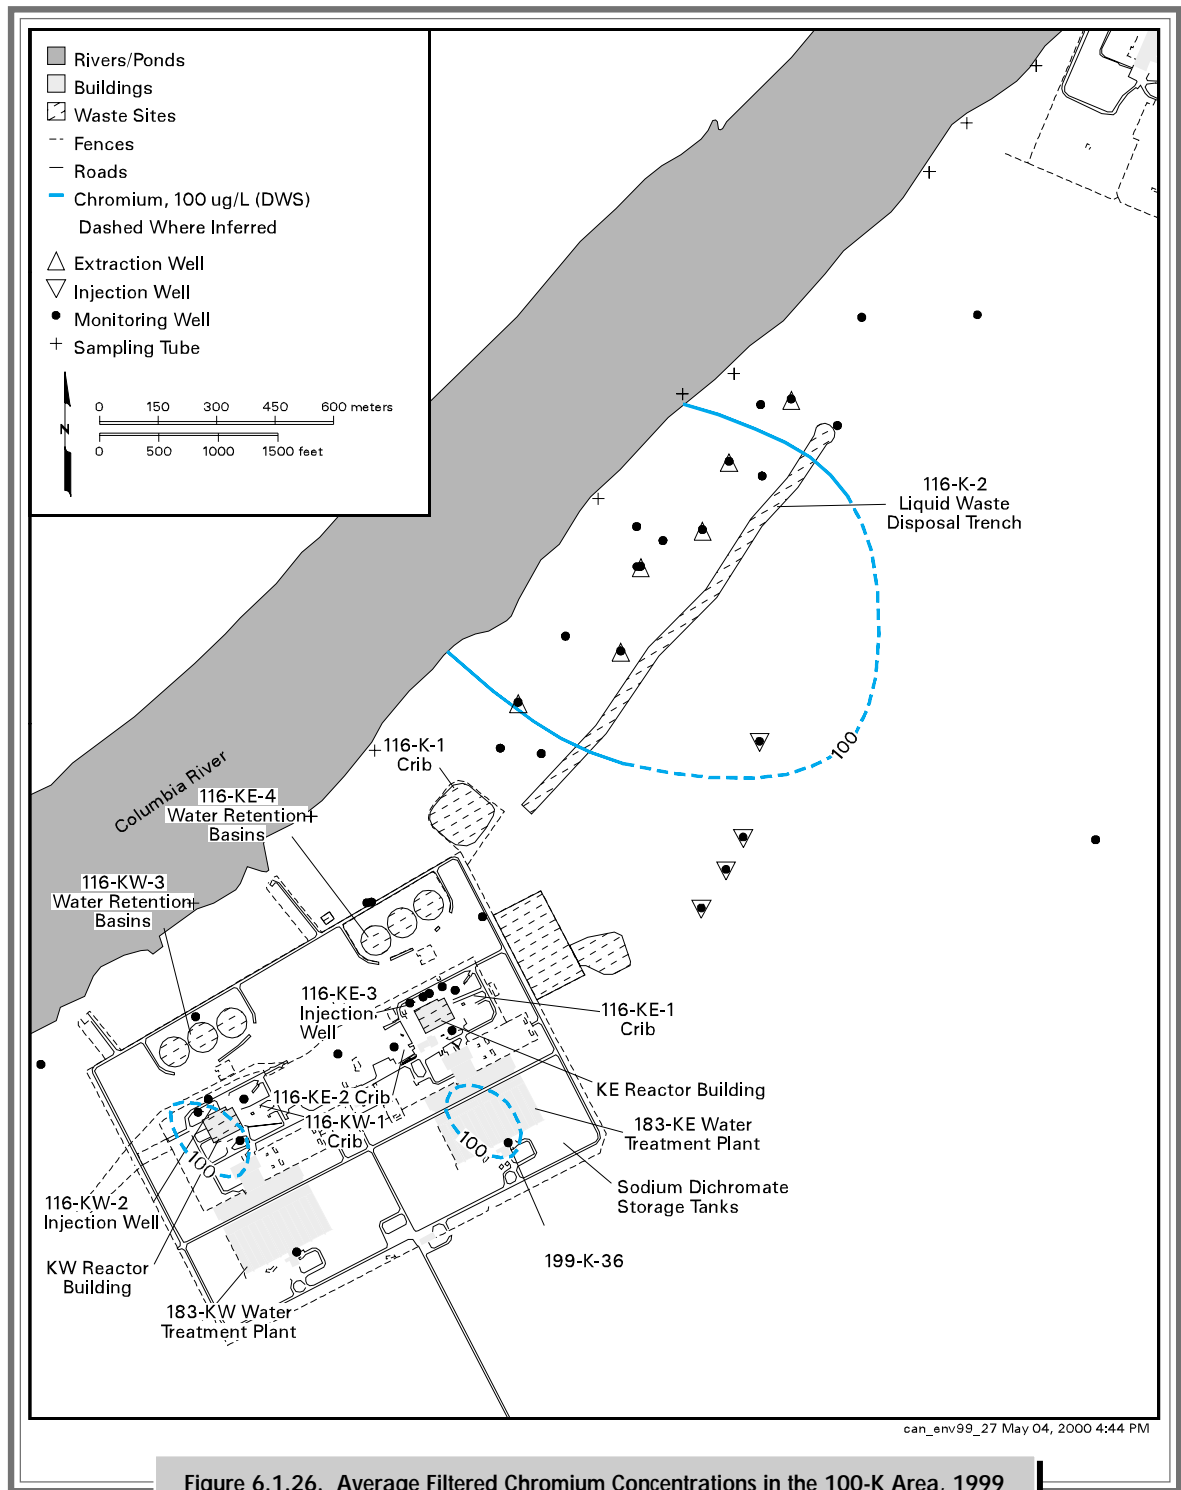 Rivers/Ponds
Buildings
Waste Sites
Fences
Roads
Chromium, 100 ug/L (DWS)
Dashed Where Inferred
Extraction Well
Injection Well
Monitoring Well
Sampling Tube
N
0 150 300 450 600 meters
0 500 1000 1500 feet
116-K-2
Liquid Waste
Disposal Trench
100
116-K-1
Crib
Columbia River
116-KE-4
Water Retention
Basins
116-KW-3
Water Retention
Basins
116-KE-3
Injection
Well
116-KE-1
Crib
KE Reactor Building
116-KE-2 Crib
116-KW-1
Crib
183-KE Water
Treatment Plant
100
100
Sodium Dichromate
Storage Tanks
116-KW-2
Injection Well
199-K-36
KW Reactor
Building
183-KW Water
Treatment Plant
can_env99_27 May 04, 2000 4:44 PM
Figure 6.1.26. Average Filtered Chromium Concentrations in the 100-K Area, 1999